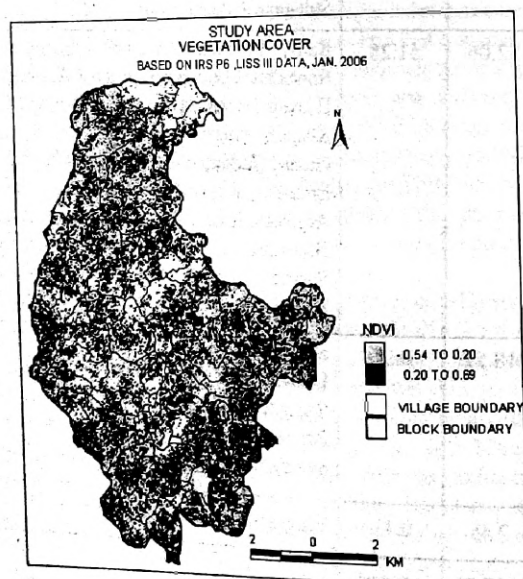 STUDY AREA
VEGETATION COVER
BASED ON IRS P6 ,LISS III DATA, JAN. 2006
N
NDVI
-0.54 TO 0.20
0.20 TO 0.69
VILLAGE BOUNDARY
BLOCK BOUNDARY
2 0 2
KM